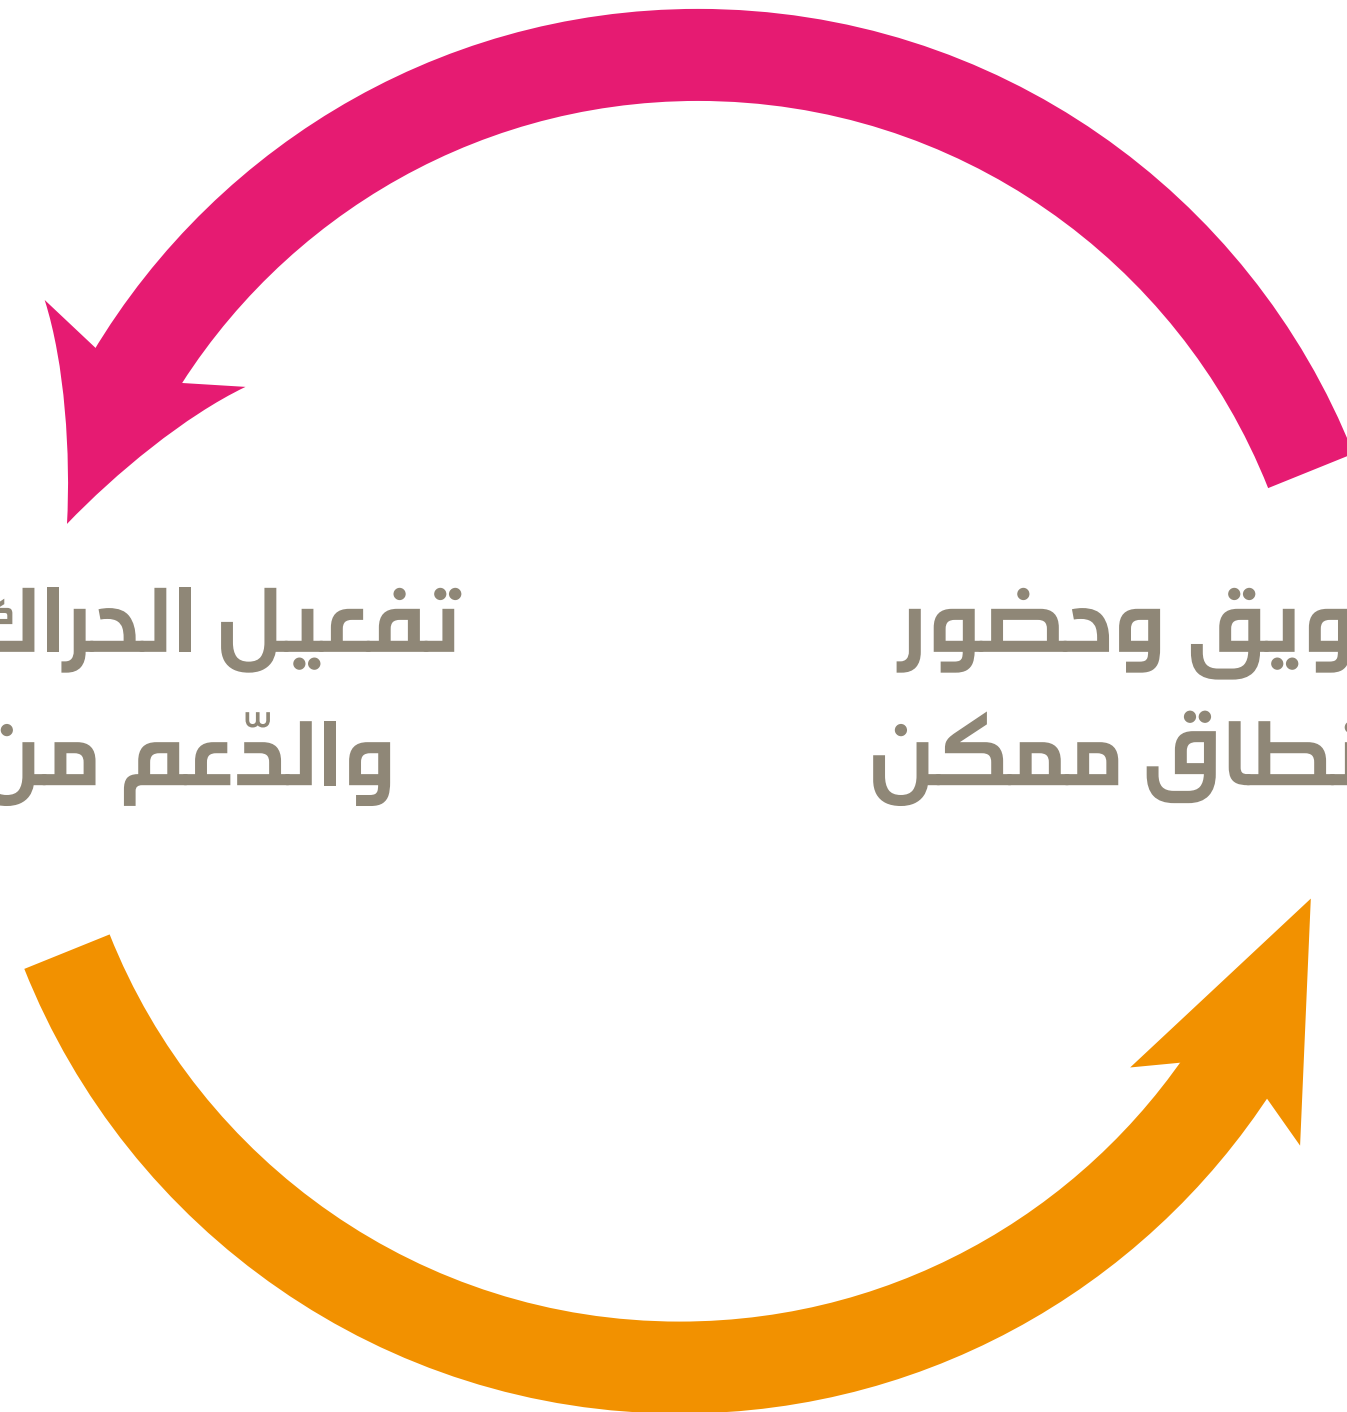 ويق وحضور
نطاق ممكن
تفعيل الحراك
والدّعم من